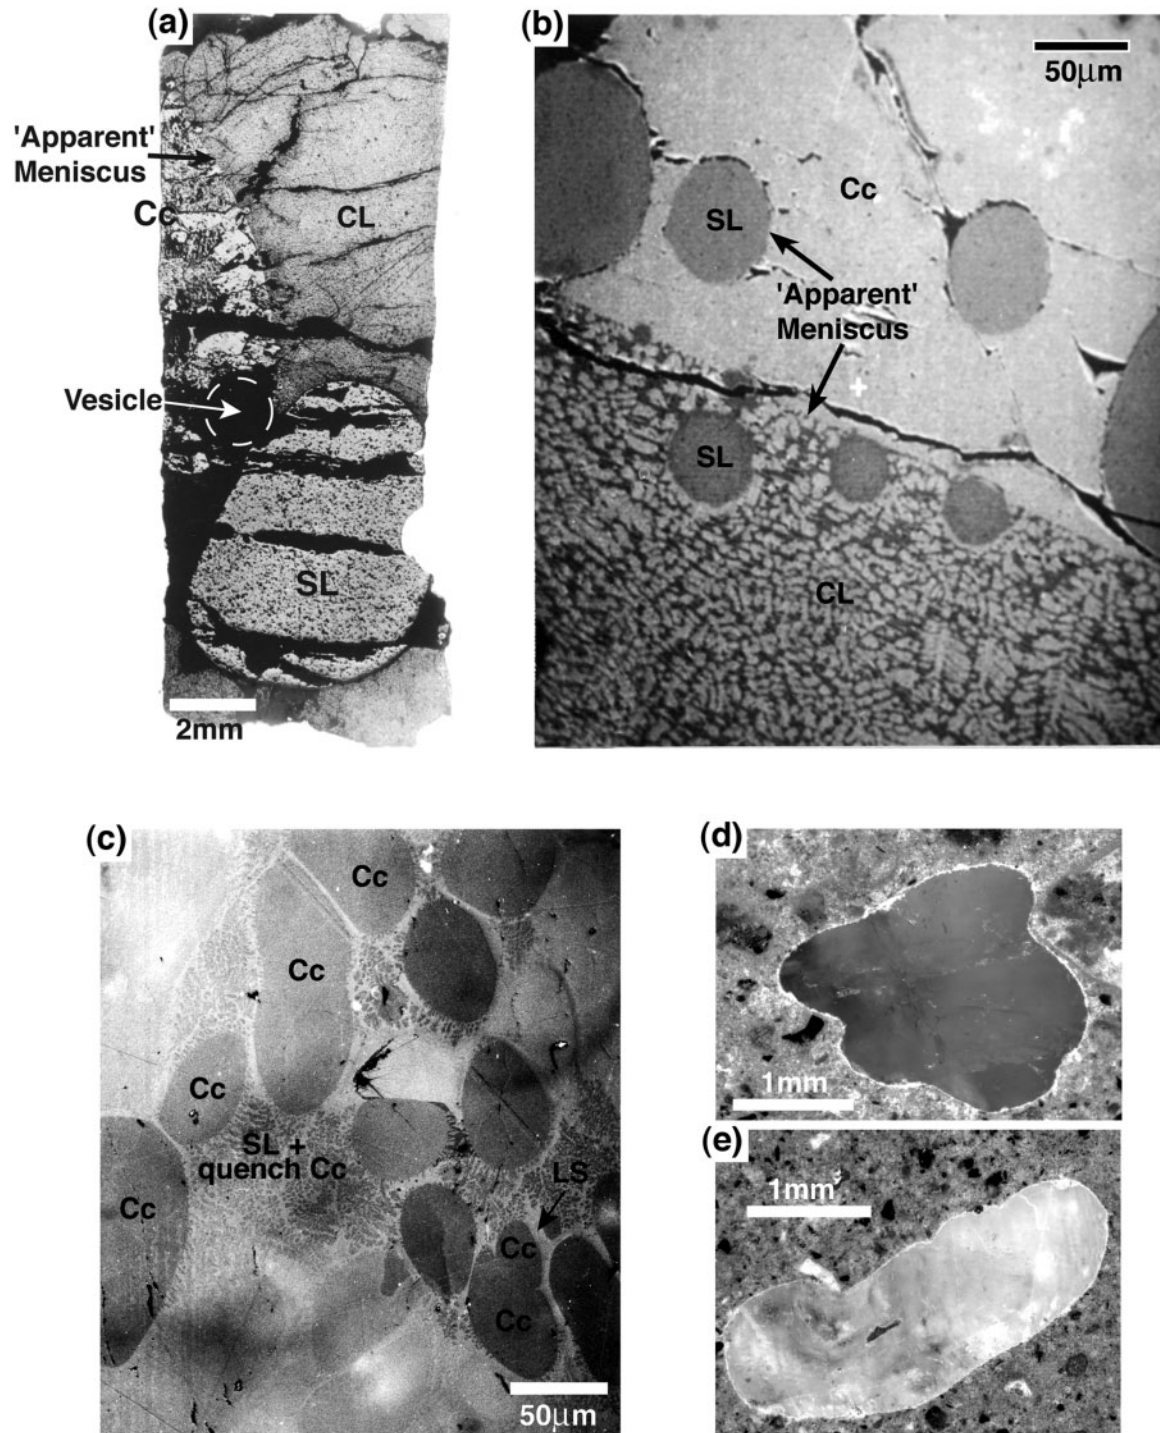 (a)
'Apparent'
Meniscus
Cc
CL
Vesicle
SL
2mm
(b)
50μm
Cc
SL
'Apparent'
Meniscus
SL
CL
(c)
Cc
Cc
Cc
SL +
quench Cc
LS
Cc
Cc
Cc
50μm
(d)
1mm
(e)
1mm